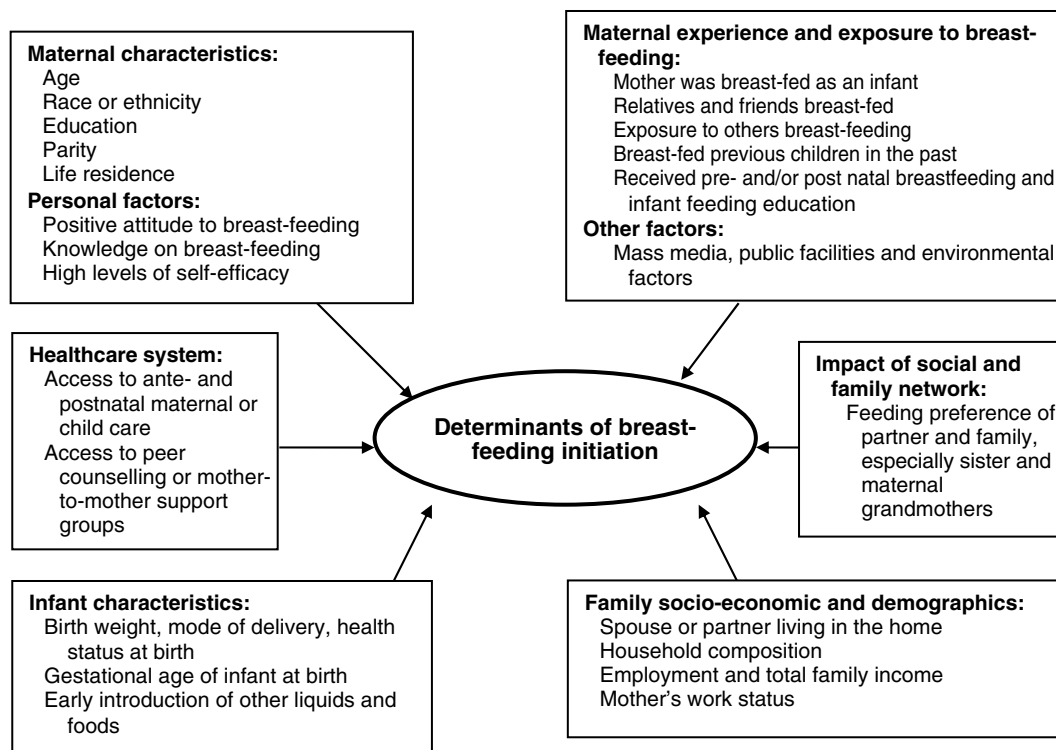 Maternal characteristics:
Age
Race or ethnicity
Education
Parity
Life residence
Personal factors:
Positive attitude to breast-feeding
Knowledge on breast-feeding
High levels of self-efficacy
Maternal experience and exposure to breast-
feeding:
Mother was breast-fed as an infant
Relatives and friends breast-fed
Exposure to others breast-feeding
Breast-fed previous children in the past
Received pre- and/or post natal breastfeeding and
infant feeding education
Other factors:
Mass media, public facilities and environmental
factors
Healthcare system:
Access to ante- and
postnatal maternal or
child care
Access to peer
counselling or mother-
to-mother support
groups
Determinants of breast-
feeding initiation
Impact of social and
family network:
Feeding preference of
partner and family,
especially sister and
maternal
grandmothers
Infant characteristics:
Birth weight, mode of delivery, health
status at birth
Gestational age of infant at birth
Early introduction of other liquids and
foods
Family socio-economic and demographics:
Spouse or partner living in the home
Household composition
Employment and total family income
Mother's work status